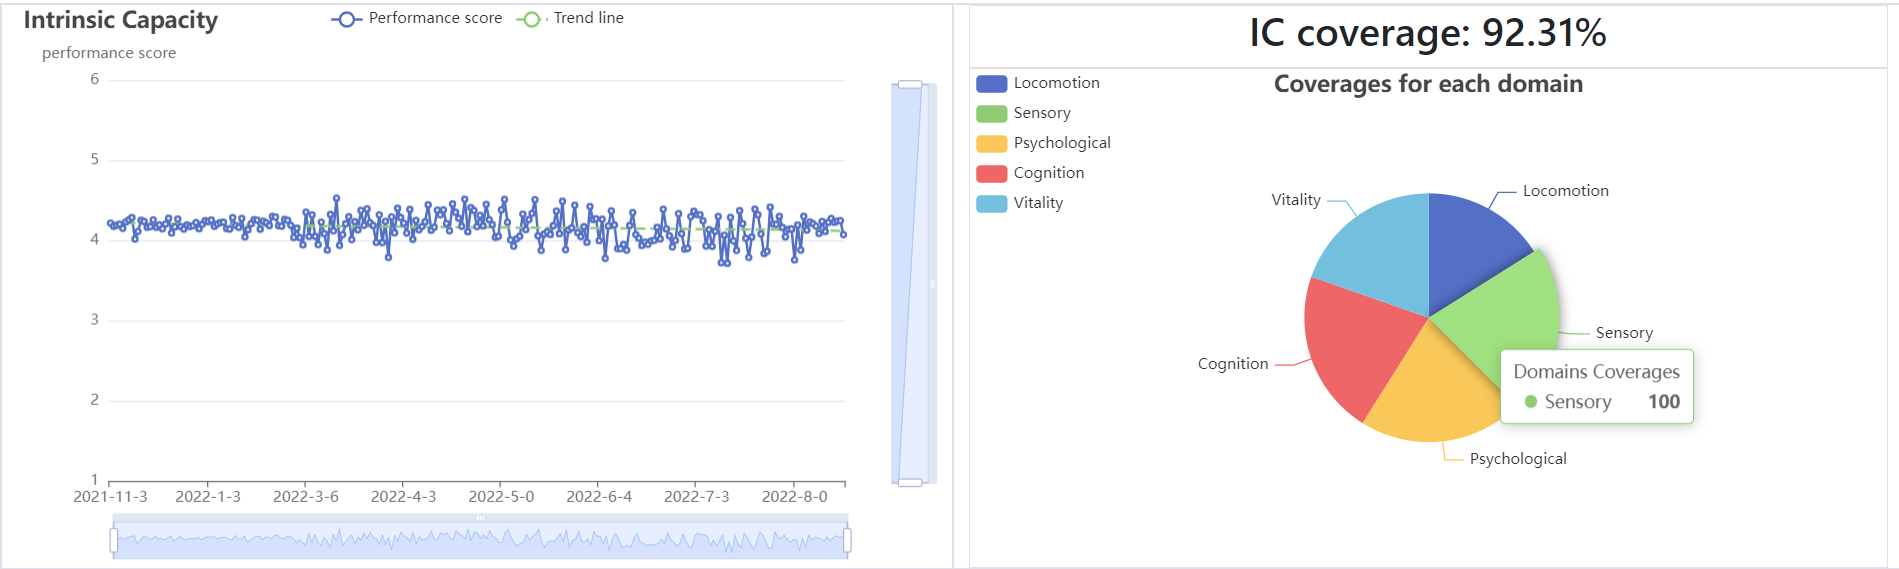 Intrinsic Capacity
Performance score
Trend line
performance score
6
5
4
3
2
1
2021-11-3
2022-1-3
2022-3-6
2022-4-3
2022-5-0
2022-6-4
2022-7-3
2022-8-0
IC coverage: 92.31%
Coverages for each domain
Locomotion
Sensory
Psychological
Cognition
Vitality
Locomotion
Vitality
Sensory
Cognition
Psychological
Domains Coverages
Sensory 100